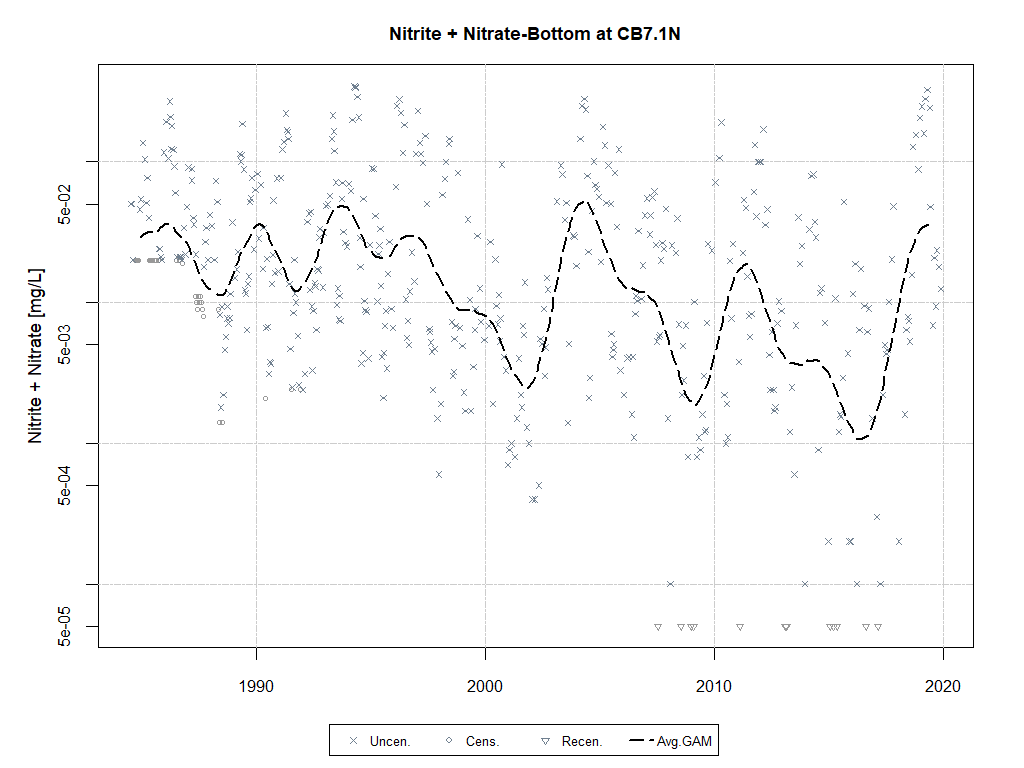 Nitrite + Nitrate-Bottom at CB7.1N
Nitrite + Nitrate [mg/L]
5e-02
5e-03
5e-04
5e-05
1990 2000 2010 2020
Uncen. Cens. Recen. Avg.GAM